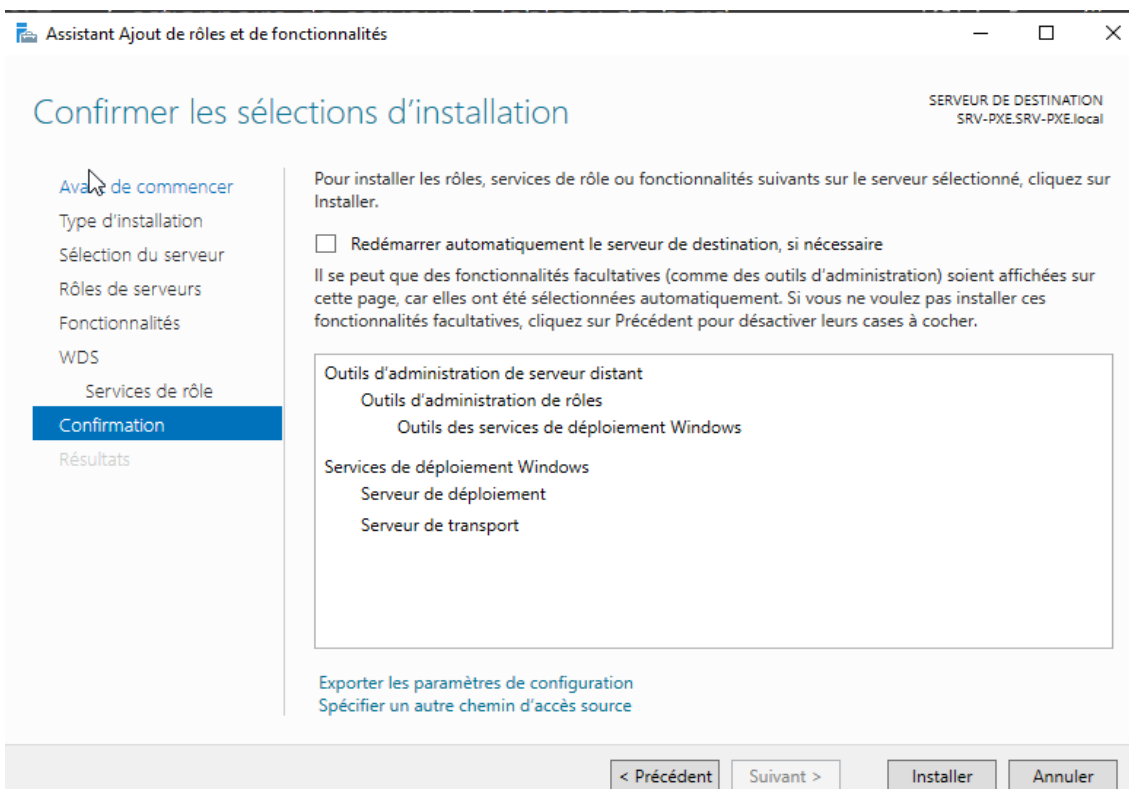 Assistant Ajout de rôles et de fonctionnalités
Confirmer les sélections d'installation
SERVEUR DE DESTINATION
SRV-PXE.SRV-PXE.local
Avant de commencer
Type d'installation
Sélection du serveur
Rôles de serveurs
Fonctionnalités
WDS
Services de rôle
Confirmation
Résultats
Pour installer les rôles, services de rôle ou fonctionnalités suivants sur le serveur sélectionné, cliquez sur
Installer.
Redémarrer automatiquement le serveur de destination, si nécessaire
Il se peut que des fonctionnalités facultatives (comme des outils d'administration) soient affichées sur
cette page, car elles ont été sélectionnées automatiquement. Si vous ne voulez pas installer ces
fonctionnalités facultatives, cliquez sur Précédent pour désactiver leurs cases à cocher.
Outils d'administration de serveur distant
Outils d'administration de rôles
Outils des services de déploiement Windows
Services de déploiement Windows
Serveur de déploiement
Serveur de transport
Exporter les paramètres de configuration
Spécifier un autre chemin d'accès source
< Précédent
Suivant >
Installer
Annuler